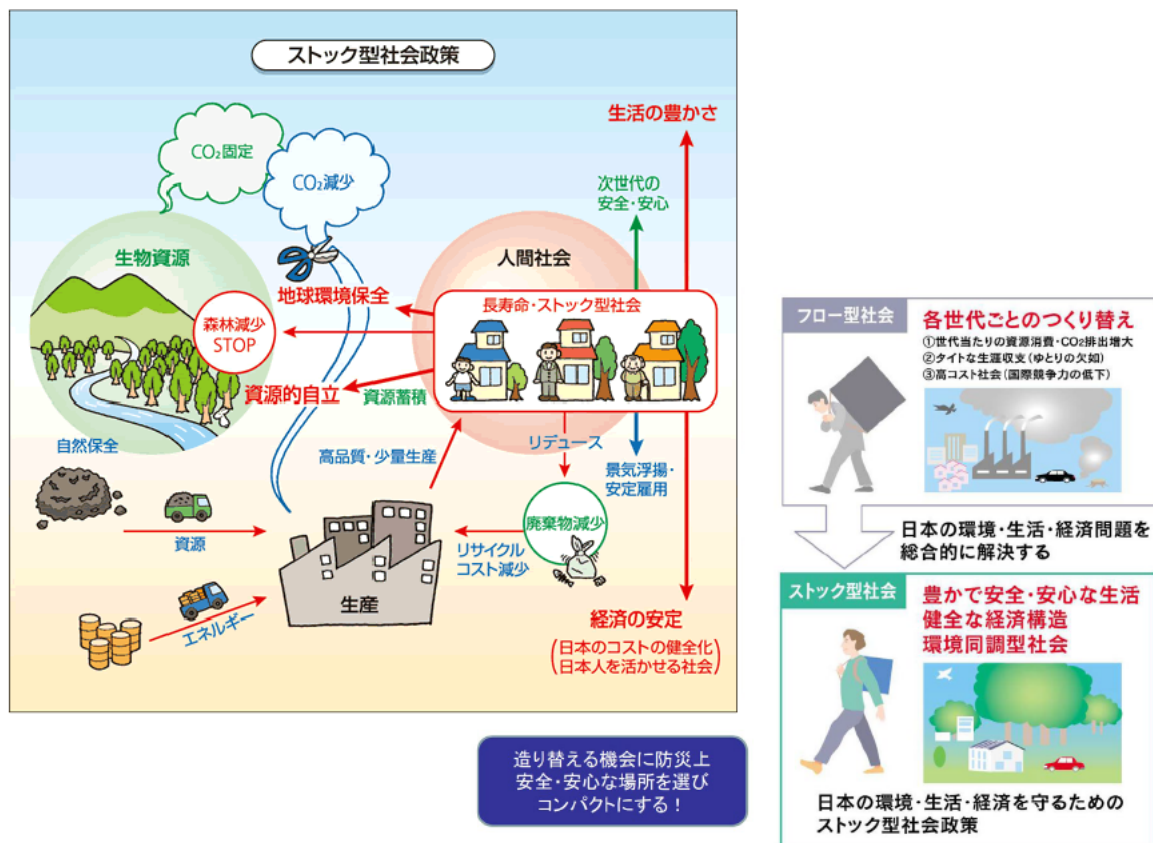 ストック型社会政策
CO₂固定
CO₂減少
生活の豊かさ
次世代の
安全・安心
生物資源
人間社会
地球環境保全
長寿命・ストック型社会
森林減少
STOP
資源的自立
資源蓄積
自然保全
高品質・少量生産
リデュース
景気浮揚・
安定雇用
資源
廃棄物減少
リサイクル
コスト減少
生産
エネルギー
経済の安定
(日本のコストの健全化
日本人を活かせる社会)
造り替える機会に防災上
安全・安心な場所を選び
コンパクトにする!
フロー型社会
各世代ごとのつくり替え
①世代当たりの資源消費・CO₂排出増大
②タイトな生涯収支(ゆとりの欠如)
③高コスト社会(国際競争力の低下)
日本の環境・生活・経済問題を
総合的に解決する
ストック型社会
豊かで安全・安心な生活
健全な経済構造
環境同調型社会
日本の環境・生活・経済を守るための
ストック型社会政策